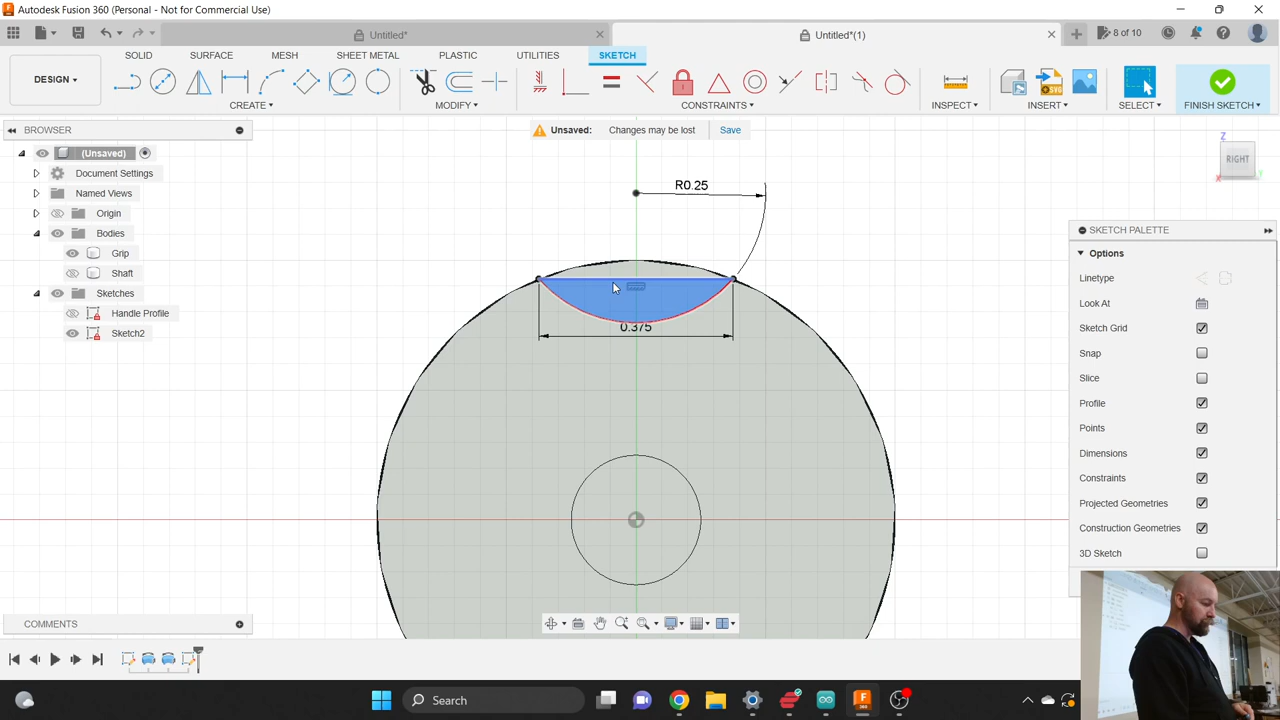 Autodesk Fusion 360 (Personal - Not for Commercial Use)
Untitled*
Untitled*(1)
8 of 10
DESIGN
SOLID
SURFACE
MESH
SHEET METAL
PLASTIC
UTILITIES
SKETCH
CREATE
MODIFY
CONSTRAINTS
INSPECT
INSERT
SELECT
FINISH SKETCH
BROWSER
Unsaved: Changes may be lost Save
(Unsaved)
Document Settings
Named Views
Origin
Bodies
Grip
Shaft
Sketches
Handle Profile
Sketch2
R0.25
0.375
Z
RIGHT
X
Y
SKETCH PALETTE
Options
Linetype
Look At
Sketch Grid
Snap
Slice
Profile
Points
Dimensions
Constraints
Projected Geometries
Construction Geometries
3D Sketch
COMMENTS
Search